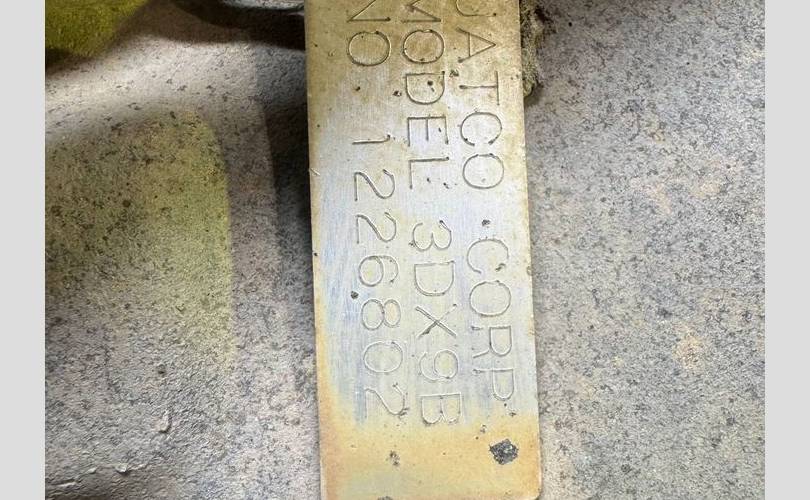 JATCO CORP
MODEL 3DX9B
NO 1226802